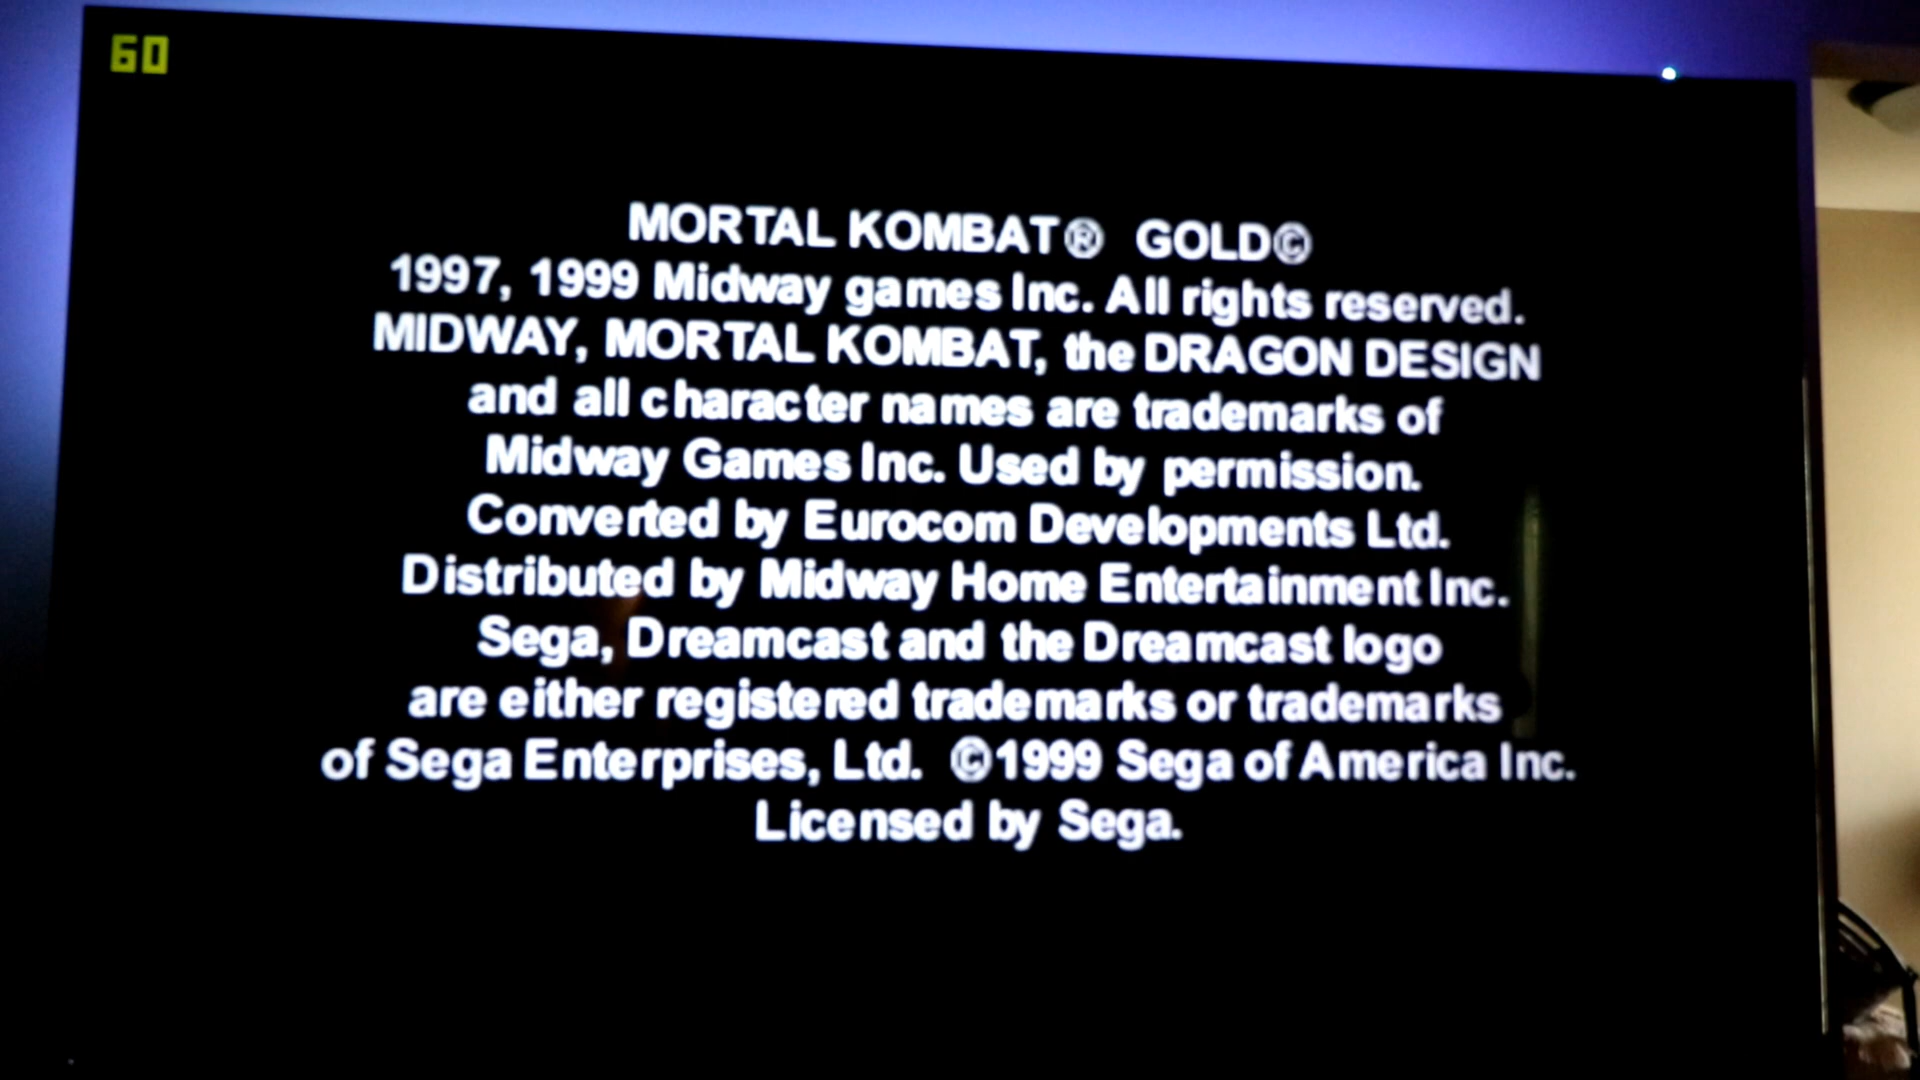 60
MORTAL KOMBAT® GOLD©
1997, 1999 Midway games Inc. All rights reserved.
MIDWAY, MORTAL KOMBAT, the DRAGON DESIGN
and all character names are trademarks of
Midway Games Inc. Used by permission.
Converted by Eurocom Developments Ltd.
Distributed by Midway Home Entertainment Inc.
Sega, Dreamcast and the Dreamcast logo
are either registered trademarks or trademarks
of Sega Enterprises, Ltd. ©1999 Sega of America Inc.
Licensed by Sega.